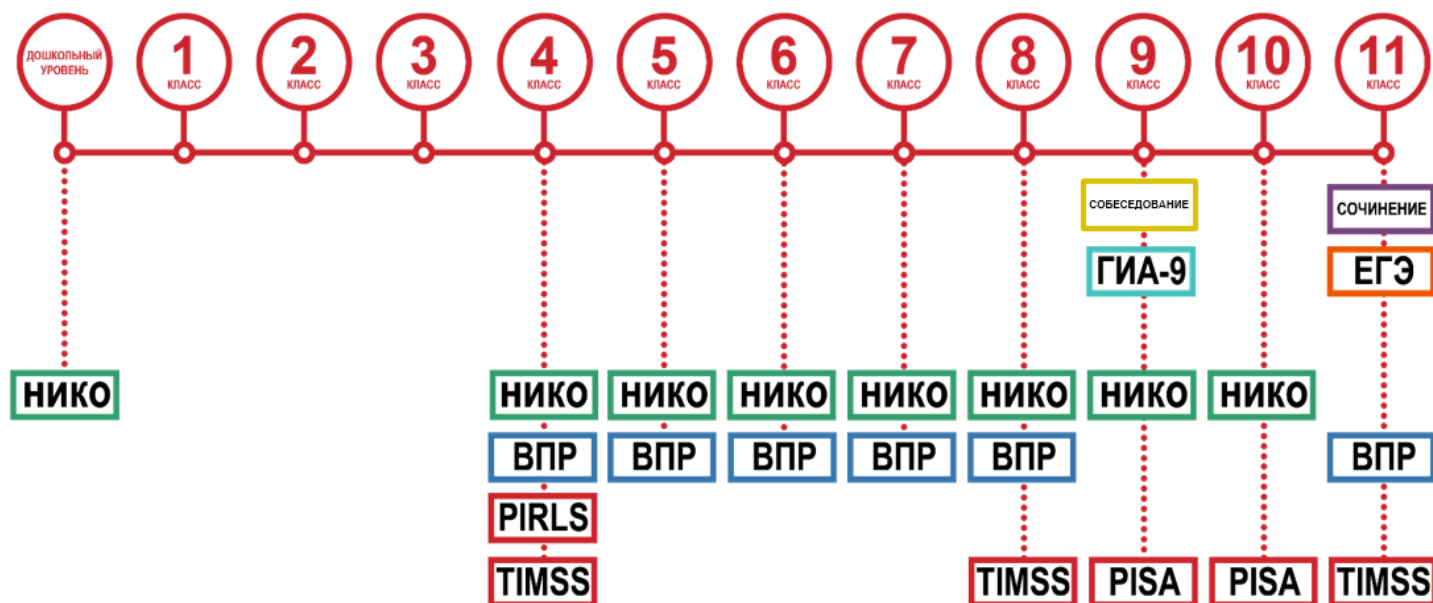 ДОШКОЛЬНЫЙ
УРОВЕНЬ
1
КЛАСС
2
КЛАСС
3
КЛАСС
4
КЛАСС
5
КЛАСС
6
КЛАСС
7
КЛАСС
8
КЛАСС
9
КЛАСС
10
КЛАСС
11
КЛАСС
СОБЕСЕДОВАНИЕ
СОЧИНЕНИЕ
ГИА-9
ЕГЭ
НИКО
НИКО
НИКО
НИКО
НИКО
НИКО
НИКО
НИКО
ВПР
ВПР
ВПР
ВПР
ВПР
ВПР
PIRLS
TIMSS
TIMSS
PISA
PISA
TIMSS